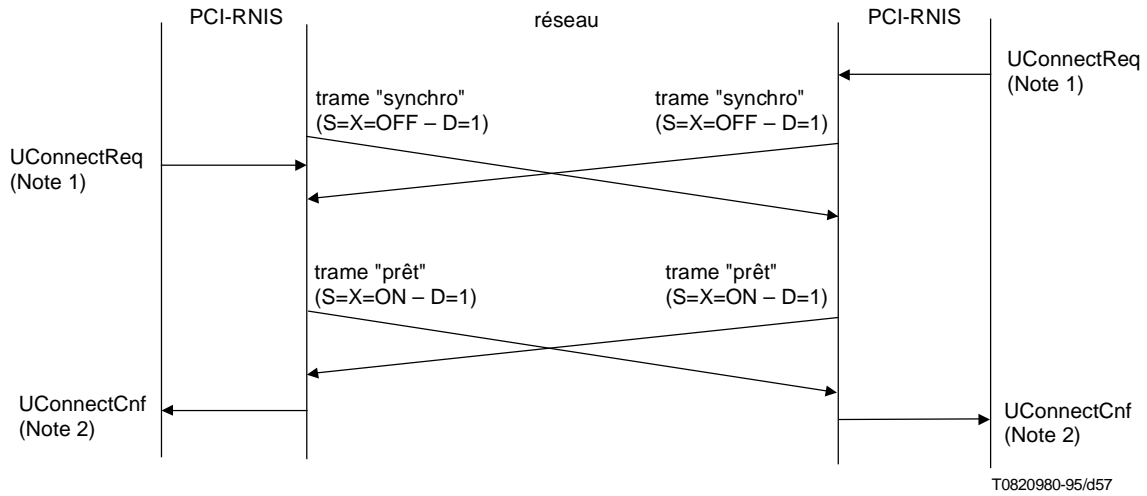 PCI-RNIS
réseau
PCI-RNIS
UConnectReq
(Note 1)
trame "synchro"
(S=X=OFF – D=1)
trame "synchro"
(S=X=OFF – D=1)
UConnectReq
(Note 1)
trame "prêt"
(S=X=ON – D=1)
trame "prêt"
(S=X=ON – D=1)
UConnectCnf
(Note 2)
UConnectCnf
(Note 2)
T0820980-95/d57